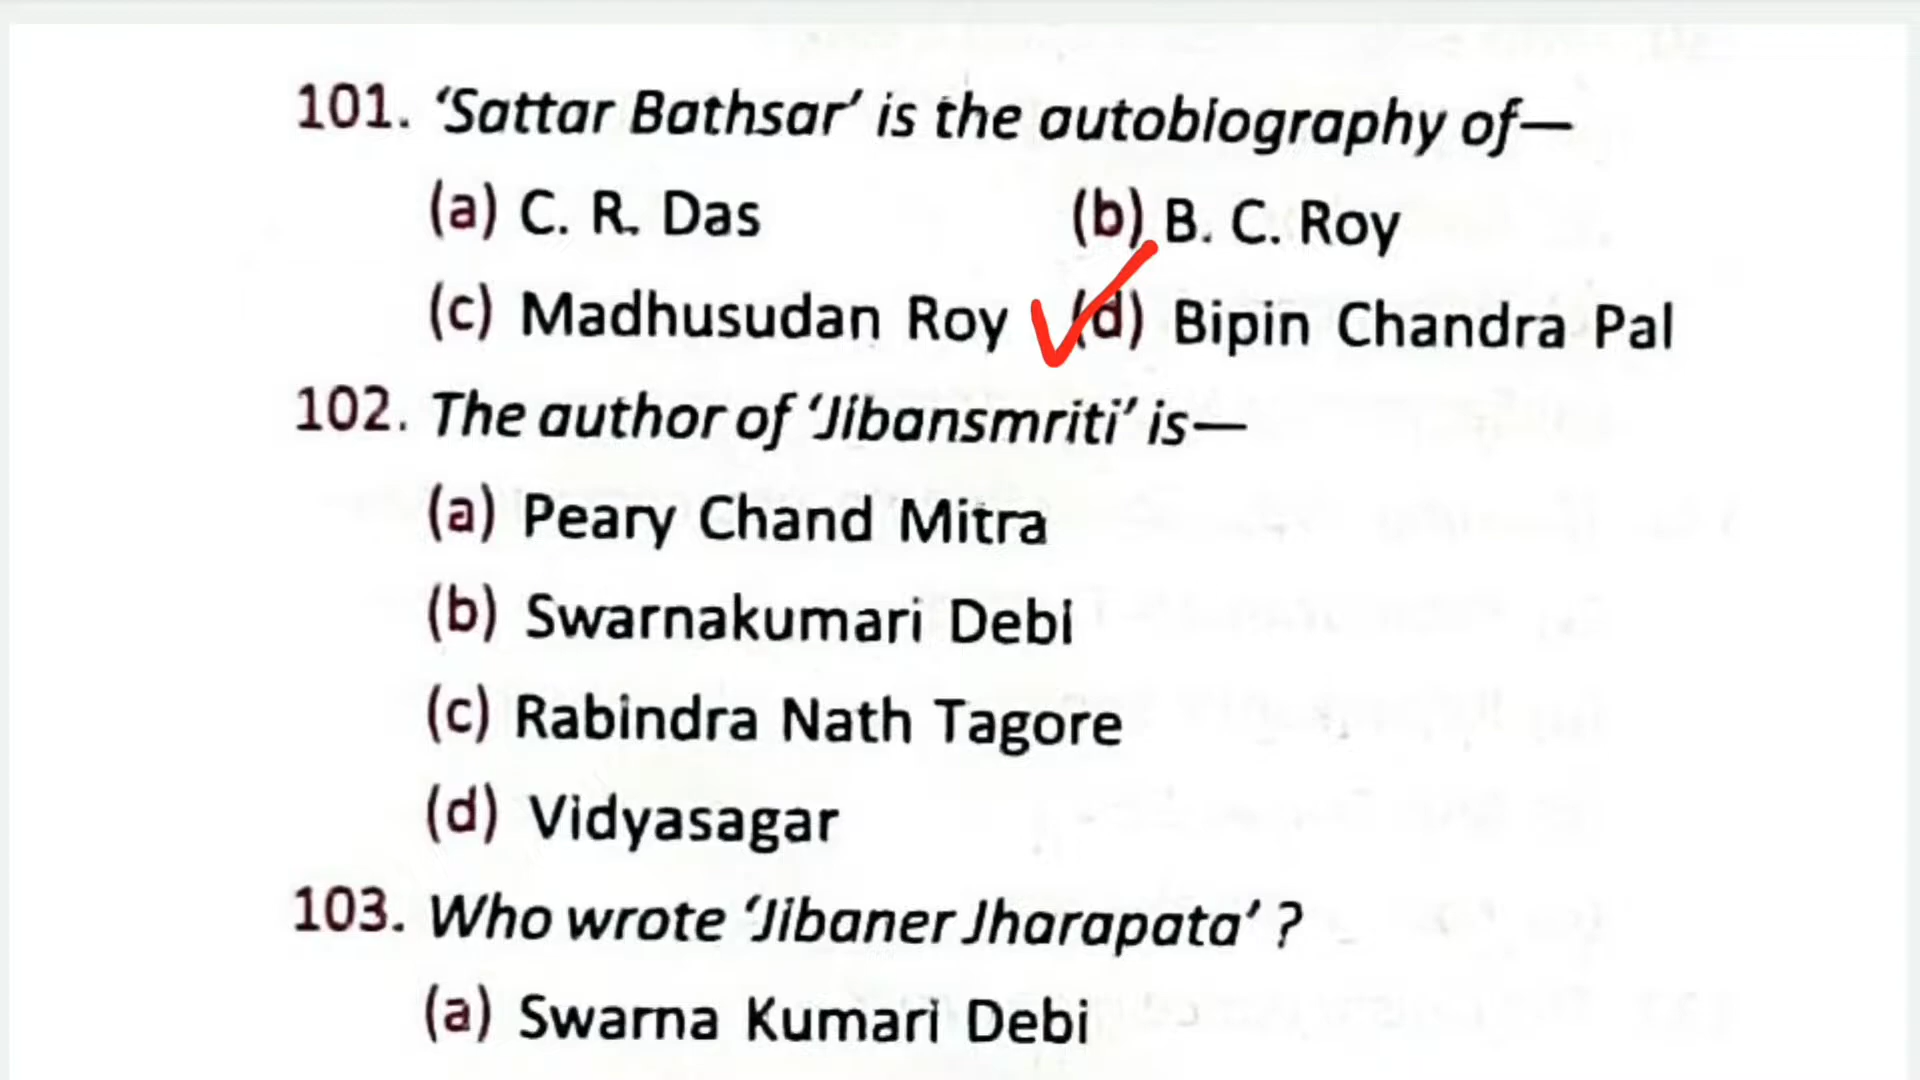 101. 'Sattar Bathsar' is the autobiography of—
(a) C. R. Das (b) B. C. Roy
(c) Madhusudan Roy (d) Bipin Chandra Pal
102. The author of 'Jibansmriti' is—
(a) Peary Chand Mitra
(b) Swarnakumari Debi
(c) Rabindra Nath Tagore
(d) Vidyasagar
103. Who wrote 'Jibaner Jharapata' ?
(a) Swarna Kumari Debi